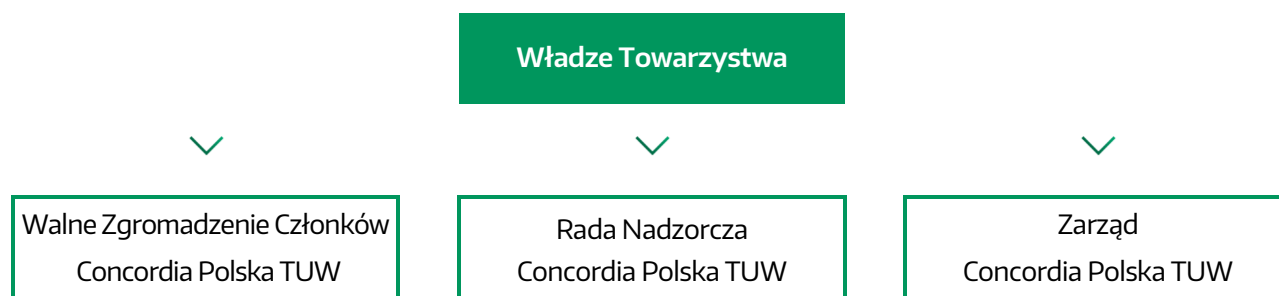 Władze Towarzystwa
Walne Zgromadzenie Członków
Concordia Polska TUW
Rada Nadzorcza
Concordia Polska TUW
Zarząd
Concordia Polska TUW